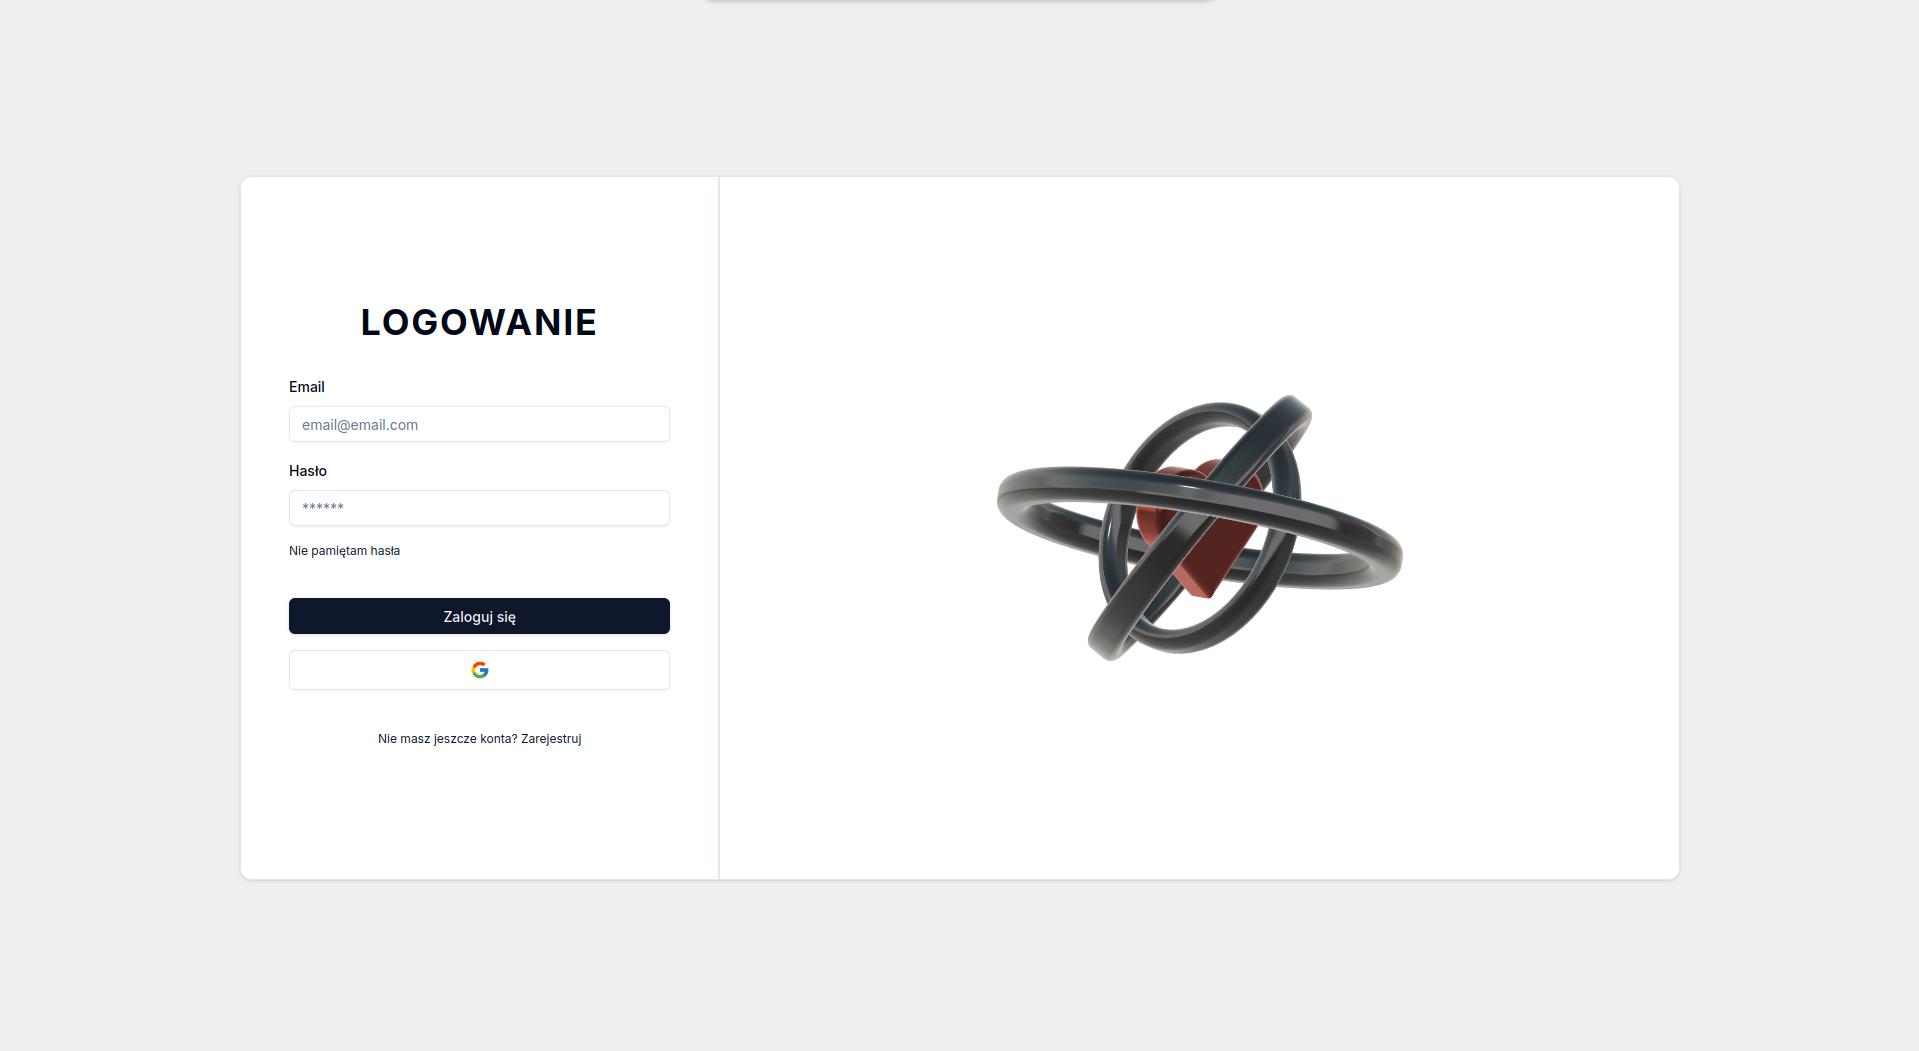 LOGOWANIE
Email
email@email.com
Hasło
******
Nie pamiętam hasła
Zaloguj się
Nie masz jeszcze konta? Zarejestruj